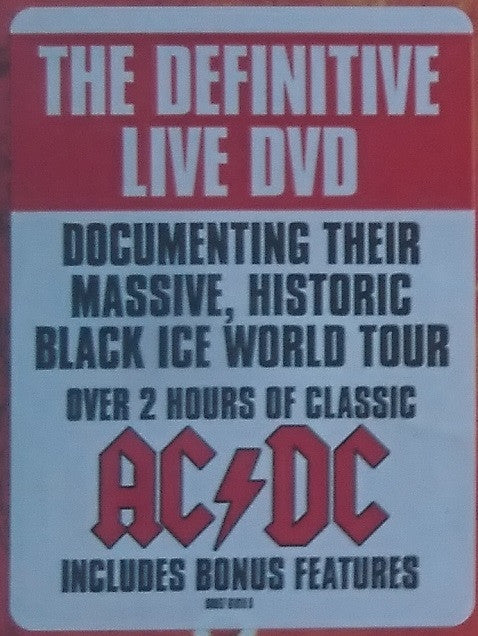 THE DEFINITIVE
LIVE DVD
DOCUMENTING THEIR
MASSIVE, HISTORIC
BLACK ICE WORLD TOUR
OVER 2 HOURS OF CLASSIC
AC⚡DC
INCLUDES BONUS FEATURES